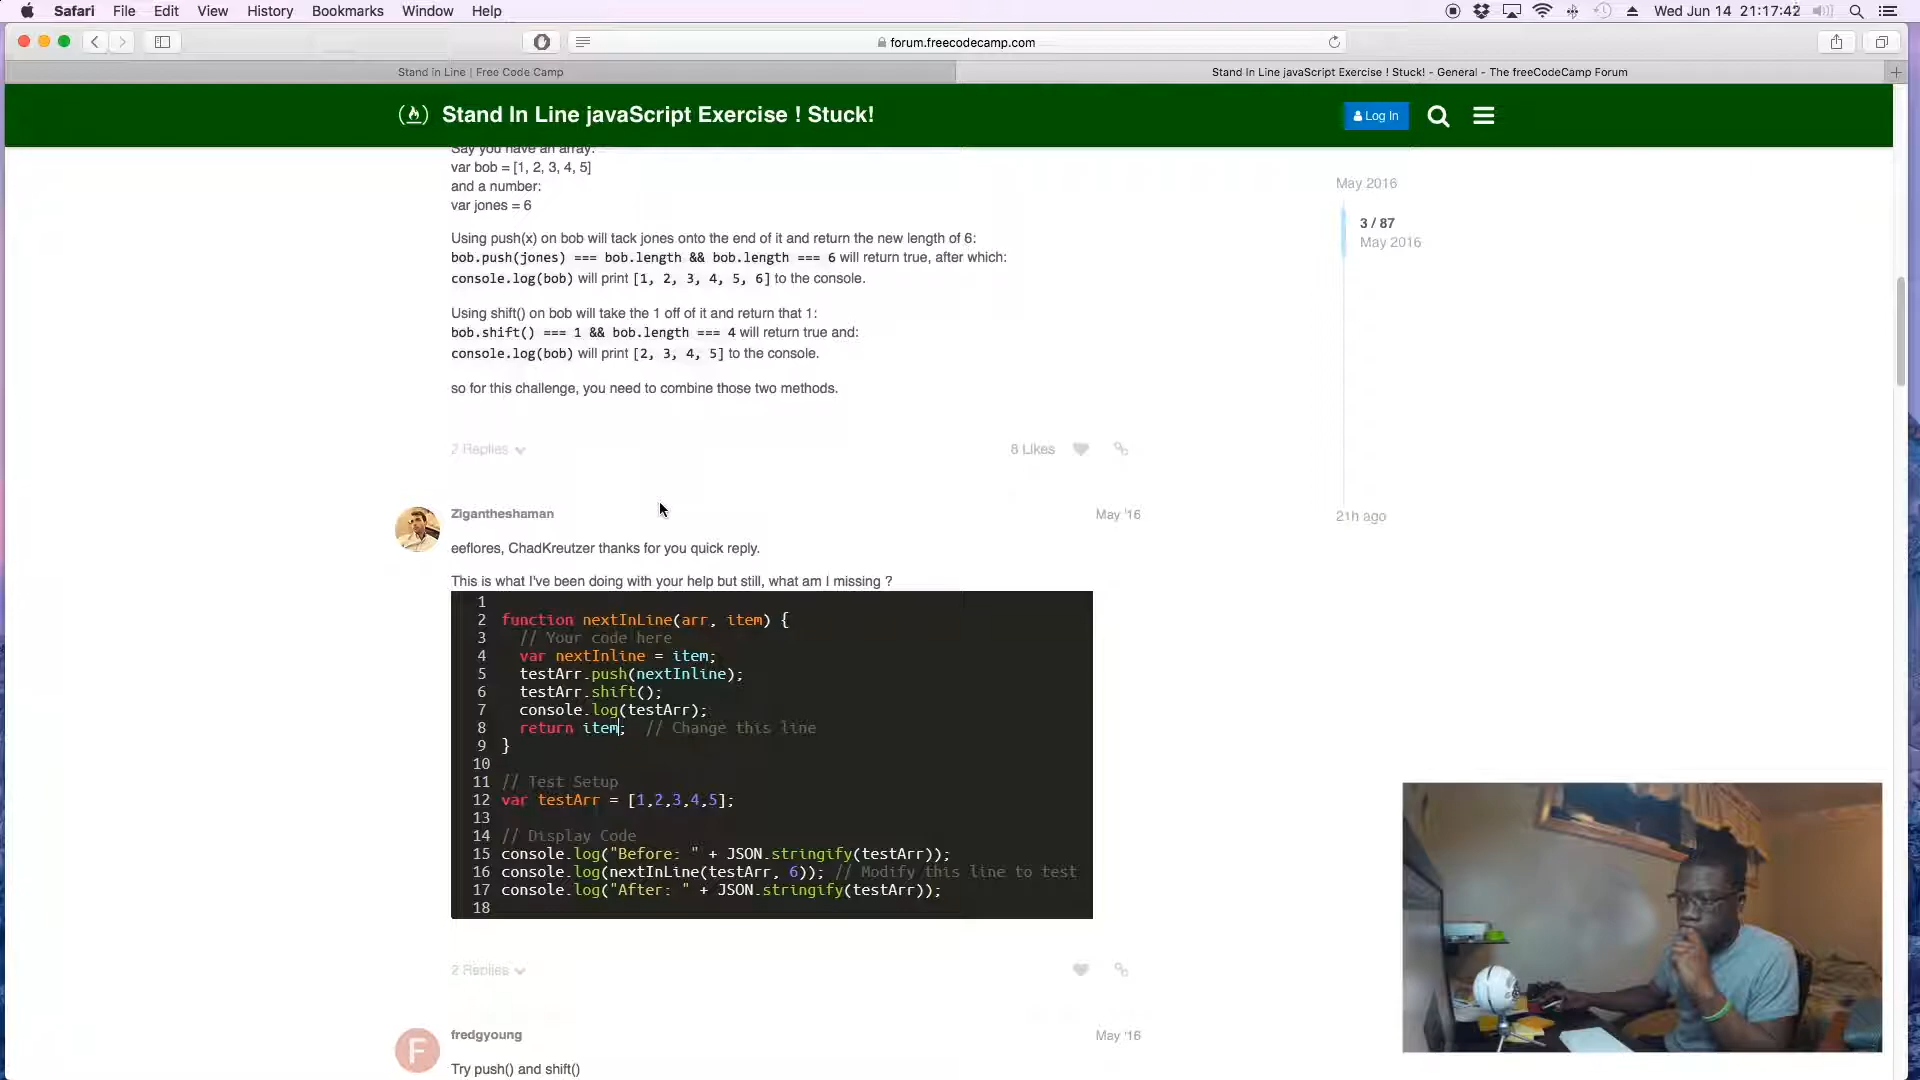 Safari File Edit View History Bookmarks Window Help Wed Jun 14 21:17:42
forum.freecodecamp.com
Stand in Line | Free Code Camp
Stand In Line javaScript Exercise ! Stuck! - General - The freeCodeCamp Forum
Stand In Line javaScript Exercise ! Stuck!
Log In
Say you have an array:
var bob = [1, 2, 3, 4, 5]
and a number:
var jones = 6
Using push(x) on bob will tack jones onto the end of it and return the new length of 6:
bob.push(jones) === bob.length && bob.length === 6 will return true, after which:
console.log(bob) will print [1, 2, 3, 4, 5, 6] to the console.
Using shift() on bob will take the 1 off of it and return that 1:
bob.shift() === 1 && bob.length === 4 will return true and:
console.log(bob) will print [2, 3, 4, 5] to the console.
so for this challenge, you need to combine those two methods.
2 Replies
8 Likes
May 2016
3 / 87
May 2016
21h ago
Zigantheshaman
May '16
eeflores, ChadKreutzer thanks for you quick reply.
This is what I've been doing with your help but still, what am I missing ?
1
2 function nextInLine(arr, item) {
3 // Your code here
4 var nextInline = item;
5 testArr.push(nextInline);
6 testArr.shift();
7 console.log(testArr);
8 return item; // Change this line
9 }
10
11 // Test Setup
12 var testArr = [1,2,3,4,5];
13
14 // Display Code
15 console.log("Before: " + JSON.stringify(testArr));
16 console.log(nextInLine(testArr, 6)); // Modify this line to test
17 console.log("After: " + JSON.stringify(testArr));
18
2 Replies
F
fredgyoung
May '16
Try push() and shift()